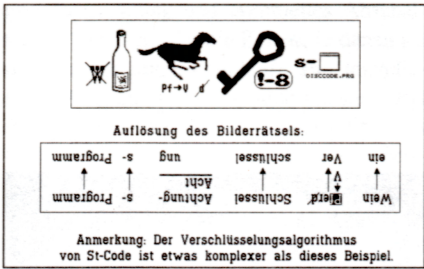 W
Pf→V d
!-8
s-
DISCCODE.PRG
Auflösung des Bilderrätsels:
Wein Pferd Schlüssel Achtung- s- Programm
V Acht
ein Ver schlüssel ung s- Programm
Anmerkung: Der Verschlüsselungsalgorithmus
von St-Code ist etwas komplexer als dieses Beispiel.